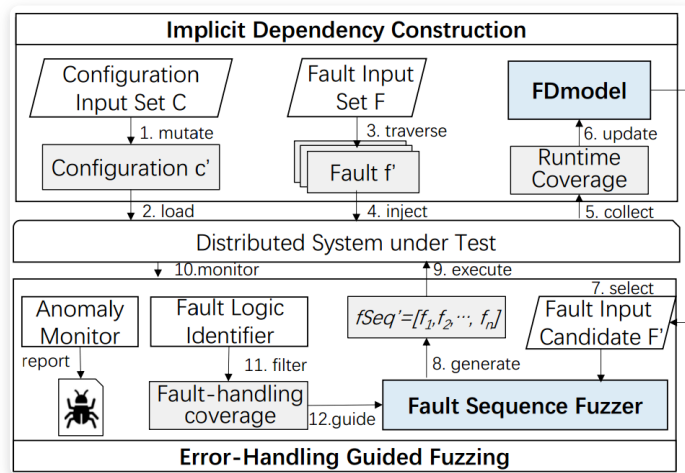 Implicit Dependency Construction
Configuration
Input Set C
Fault Input
Set F
FDmodel
1. mutate
3. traverse
6. update
Configuration c’
Fault f’
Runtime
Coverage
2. load
4. inject
5. collect
Distributed System under Test
10.monitor
9. execute
7. select
Anomaly
Monitor
Fault Logic
Identifier
fSeq’=[f1,f2,···, fn]
Fault Input
Candidate F’
report
11. filter
8. generate
Fault-handling
coverage
12.guide
Fault Sequence Fuzzer
Error-Handling Guided Fuzzing